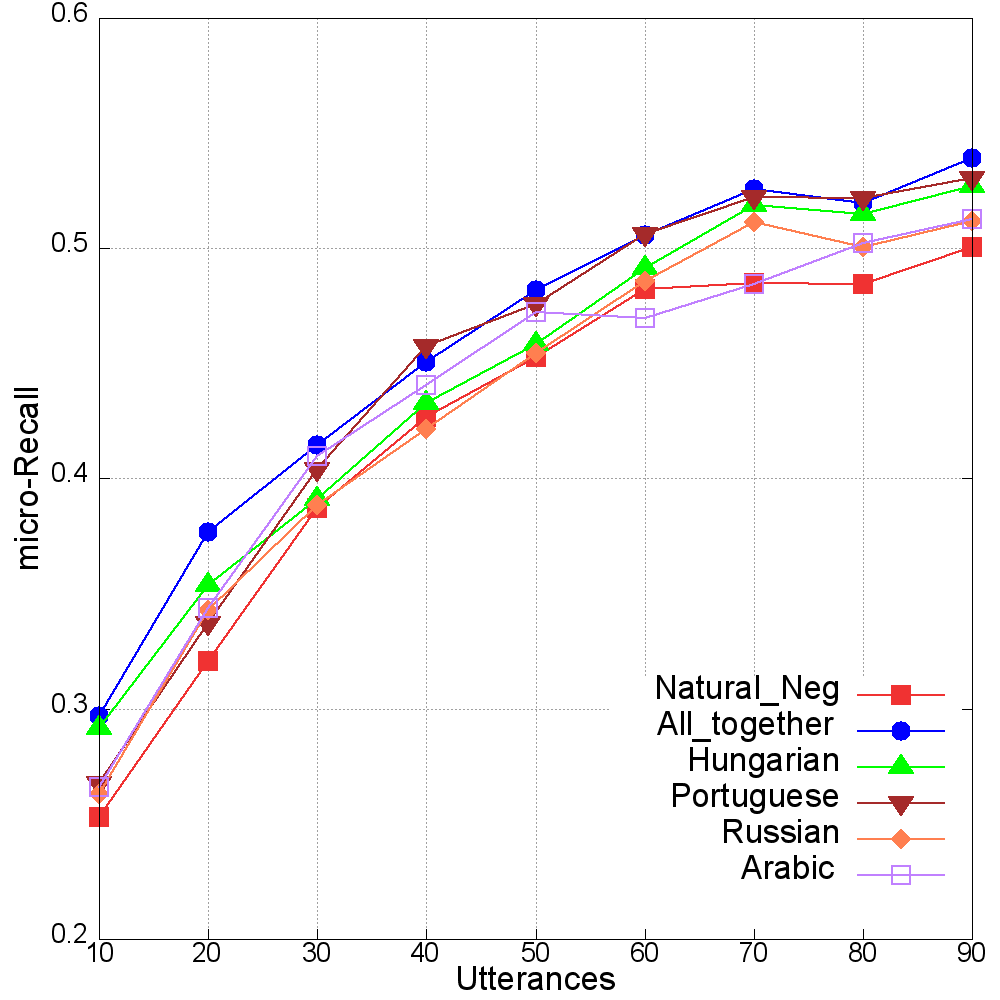 0.6
0.5
0.4
0.3
0.2
micro-Recall
Natural_Neg
All_together
Hungarian
Portuguese
Russian
Arabic
10 20 30 40 50 60 70 80 90
Utterances